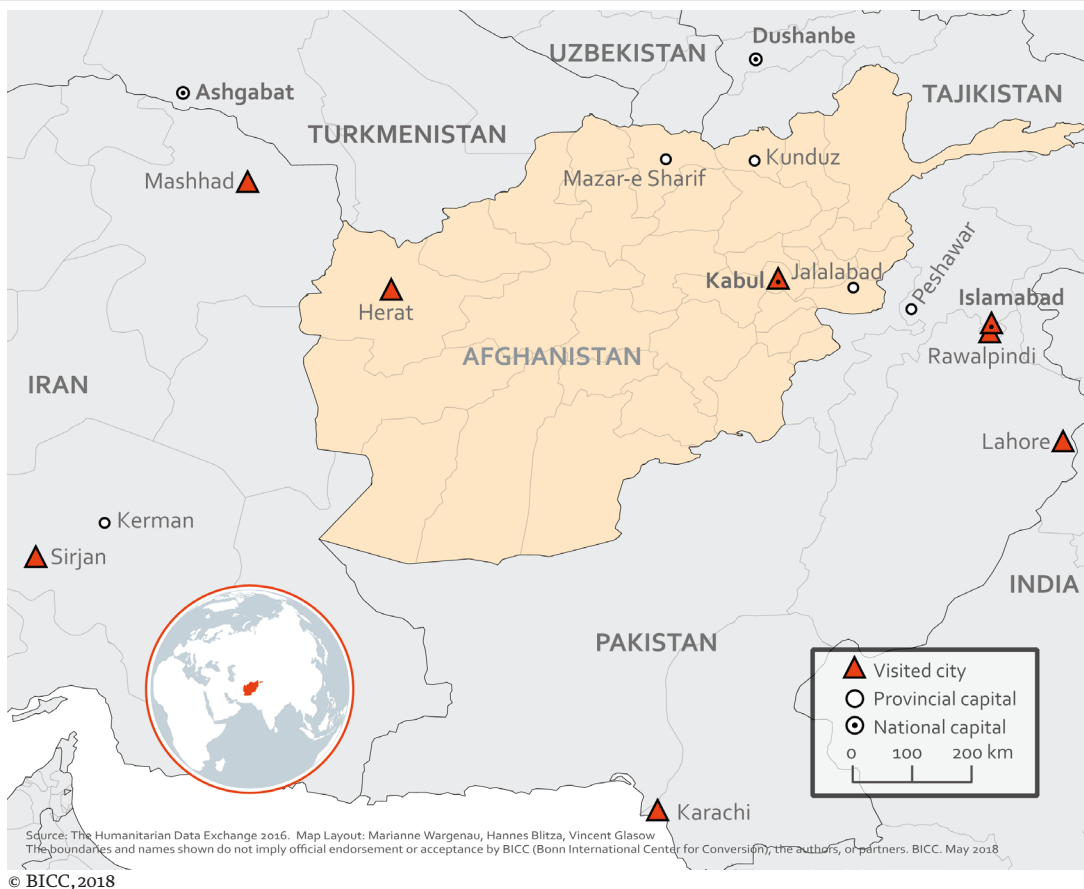 Dushanbe
UZBEKISTAN
Ashgabat
TAJIKISTAN
TURKMENISTAN
Kunduz
Mazar-e Sharif
Mashhad
Peshawar
Kabul
Jalalabad
Islamabad
Herat
Rawalpindi
AFGHANISTAN
IRAN
Lahore
Kerman
Sirjan
INDIA
PAKISTAN
Visited city
Provincial capital
National capital
0 100 200 km
Karachi
Source: The Humanitarian Data Exchange 2016. Map Layout: Marianne Wargenau, Hannes Blitza, Vincent Glasow
The boundaries and names shown do not imply official endorsement or acceptance by BICC (Bonn International Center for Conversion), the authors, or partners. BICC. May 2018
© BICC, 2018